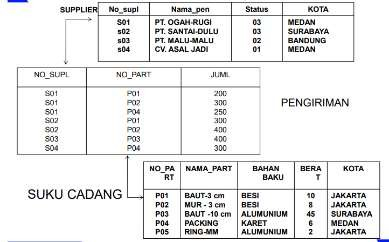 SUPPLIER
No_supl Nama_pen Status KOTA
S01 PT. OGAH-RUGI 03 MEDAN
s02 PT. SANTAI-DULU 03 SURABAYA
s03 PT. MALU-MALU 02 BANDUNG
s04 CV. ASAL JADI 01 MEDAN
NO_SUPL NO_PART JUML
S01 P01 200
S01 P02 300
S01 P04 250
S02 P01 300
S02 P02 400
S03 P03 400
S04 P04 300
PENGIRIMAN
SUKU CADANG
NO_PA NAMA_PART BAHAN BERA KOTA
RT BAKU T
P01 BAUT-3 cm BESI 10 JAKARTA
P02 MUR - 3 cm BESI 8 JAKARTA
P03 BAUT -10 cm ALUMUNIUM 45 SURABAYA
P04 PACKING KARET 6 MEDAN
P05 RING-MM ALUMUNIUM 2 JAKARTA